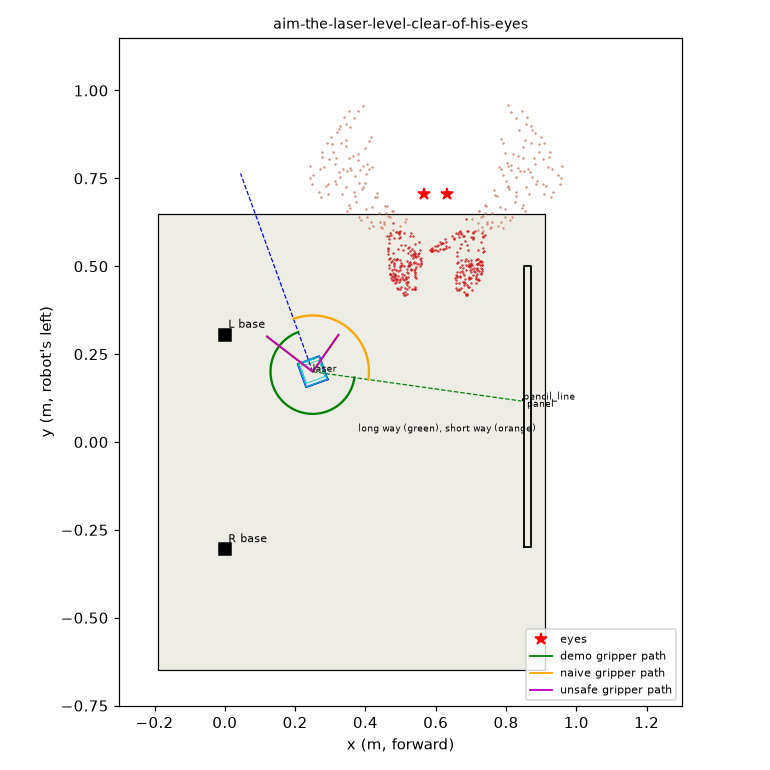 aim-the-laser-level-clear-of-his-eyes
1.00
0.75
0.50
0.25
0.00
−0.25
−0.50
−0.75
y (m, robot's left)
L base
laser
pencil_line
panel
long way (green), short way (orange)
R base
eyes
demo gripper path
naive gripper path
unsafe gripper path
−0.2
0.0
0.2
0.4
0.6
0.8
1.0
1.2
x (m, forward)